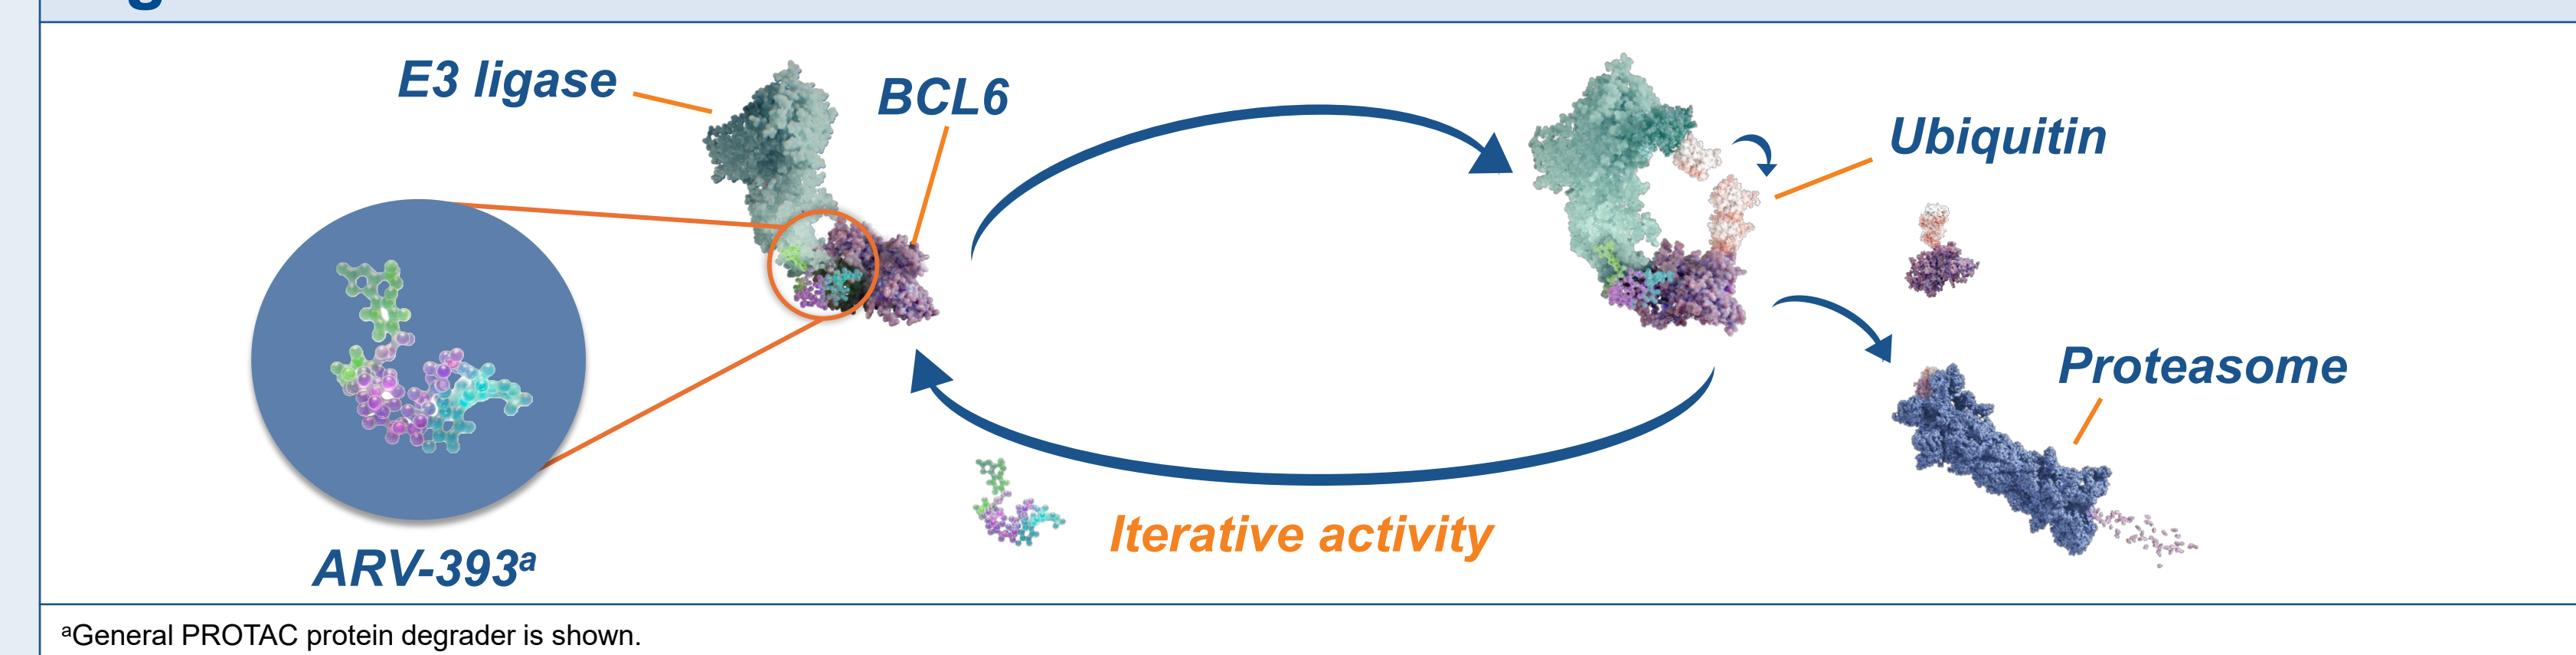 E3 ligase
BCL6
Ubiquitin
Proteasome
ARV-393ᵃ
Iterative activity
ᵃGeneral PROTAC protein degrader is shown.